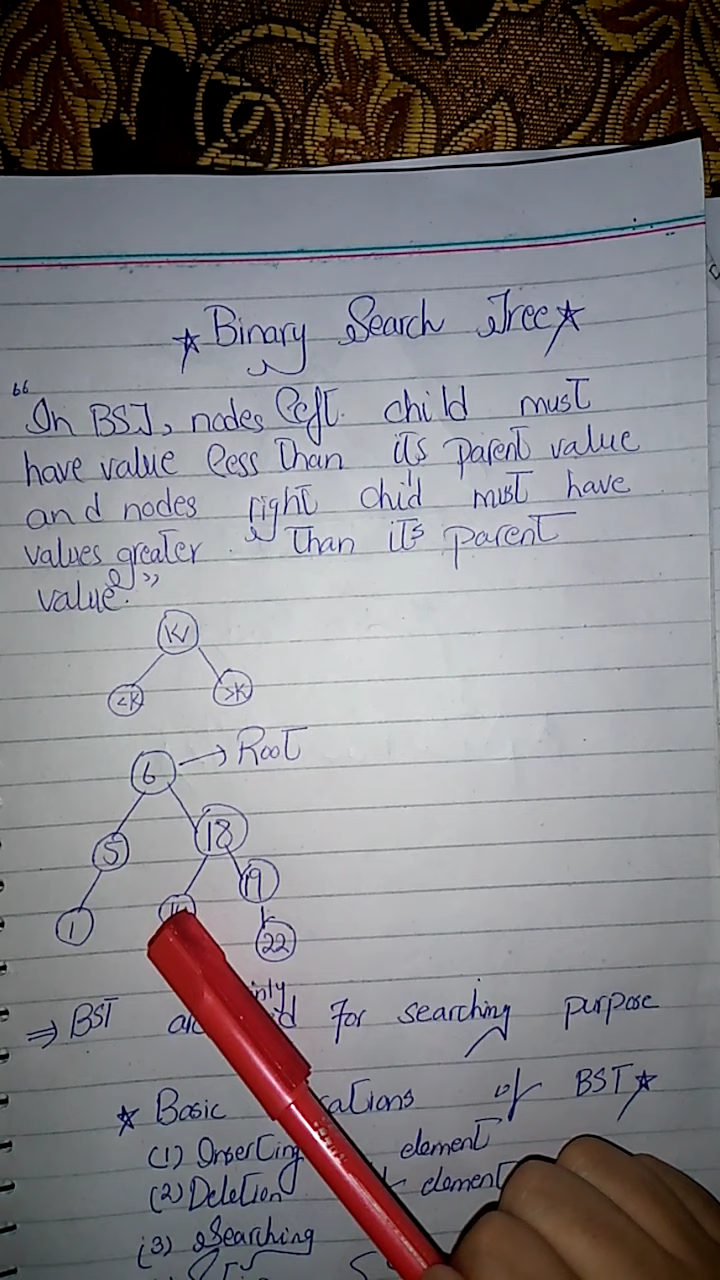 ★ Binary Search Tree ★
"In BST, nodes left child must
have value less than its parent value
and nodes right chid must have
values greater than its parent
value."
K
<K >K
6 → Root
5 18
19
1
22
⇒ BST for searching purpose
★ Basic of BST ★
(1) Inserting element
(2) Deletion element
(3) Searching